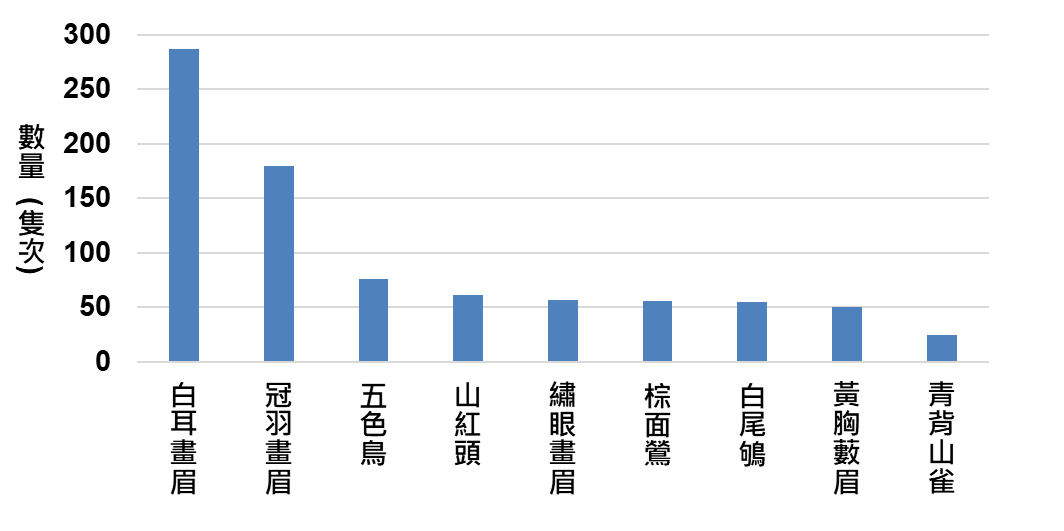 300
250
200
150
100
50
0
數量（隻次）
白耳畫眉
冠羽畫眉
五色鳥
山紅頭
繡眼畫眉
棕面鶯
白尾鴝
黃胸藪眉
青背山雀